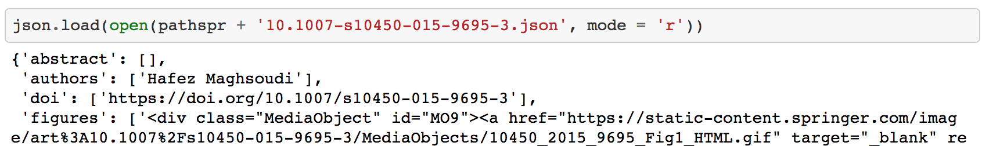 json.load(open(pathspr + '10.1007-s10450-015-9695-3.json', mode = 'r'))
{'abstract': [],
'authors': ['Hafez Maghsoudi'],
'doi': ['https://doi.org/10.1007/s10450-015-9695-3'],
'figures': ['<div class="MediaObject" id="MO9"><a href="https://static-content.springer.com/imag
e/art%3A10.1007%2Fs10450-015-9695-3/MediaObjects/10450_2015_9695_Fig1_HTML.gif" target="_blank" re